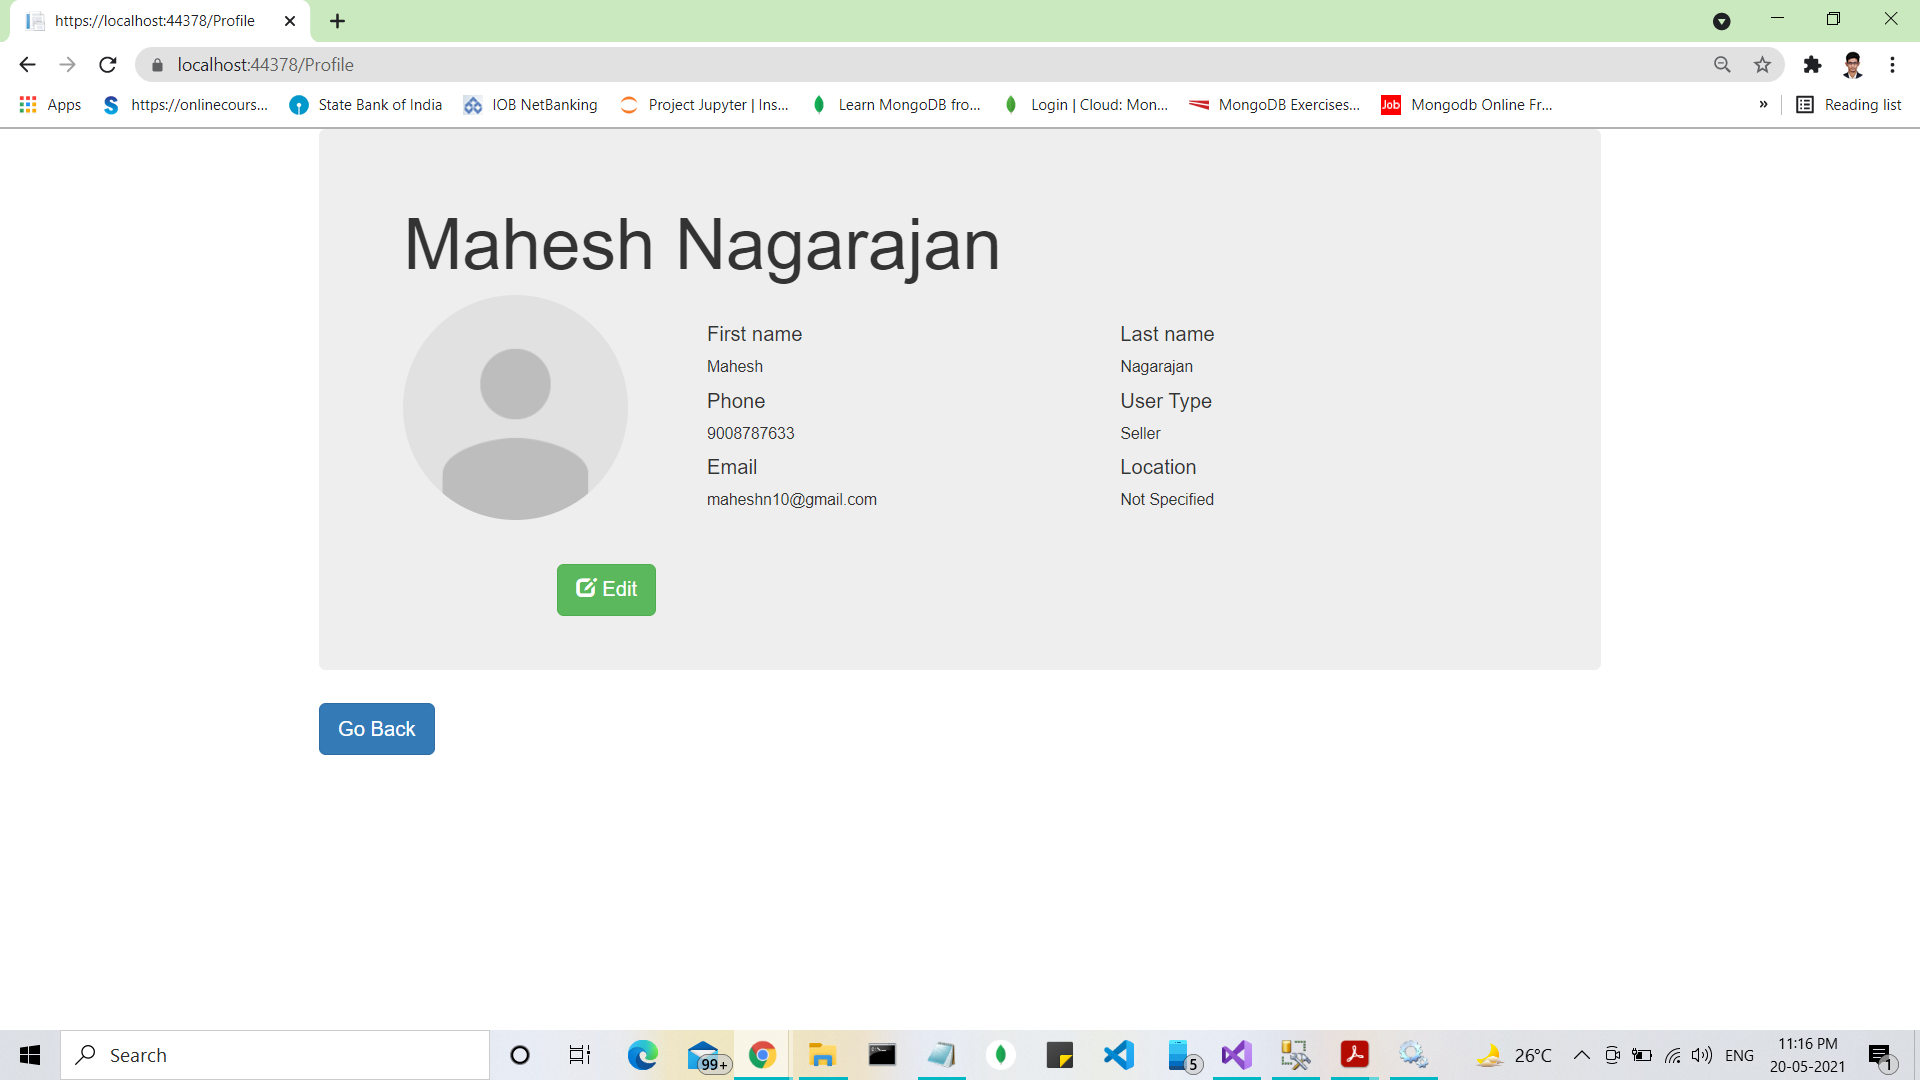 https://localhost:44378/Profile
localhost:44378/Profile
Apps https://onlinecours... State Bank of India IOB NetBanking Project Jupyter | Ins... Learn MongoDB fro... Login | Cloud: Mon... MongoDB Exercises... Job Mongodb Online Fr... » Reading list
Mahesh Nagarajan
First name Last name
Mahesh Nagarajan
Phone User Type
9008787633 Seller
Email Location
maheshn10@gmail.com Not Specified
Edit
Go Back
Search 99+ 5 26°C ENG 11:16 PM
20-05-2021 1